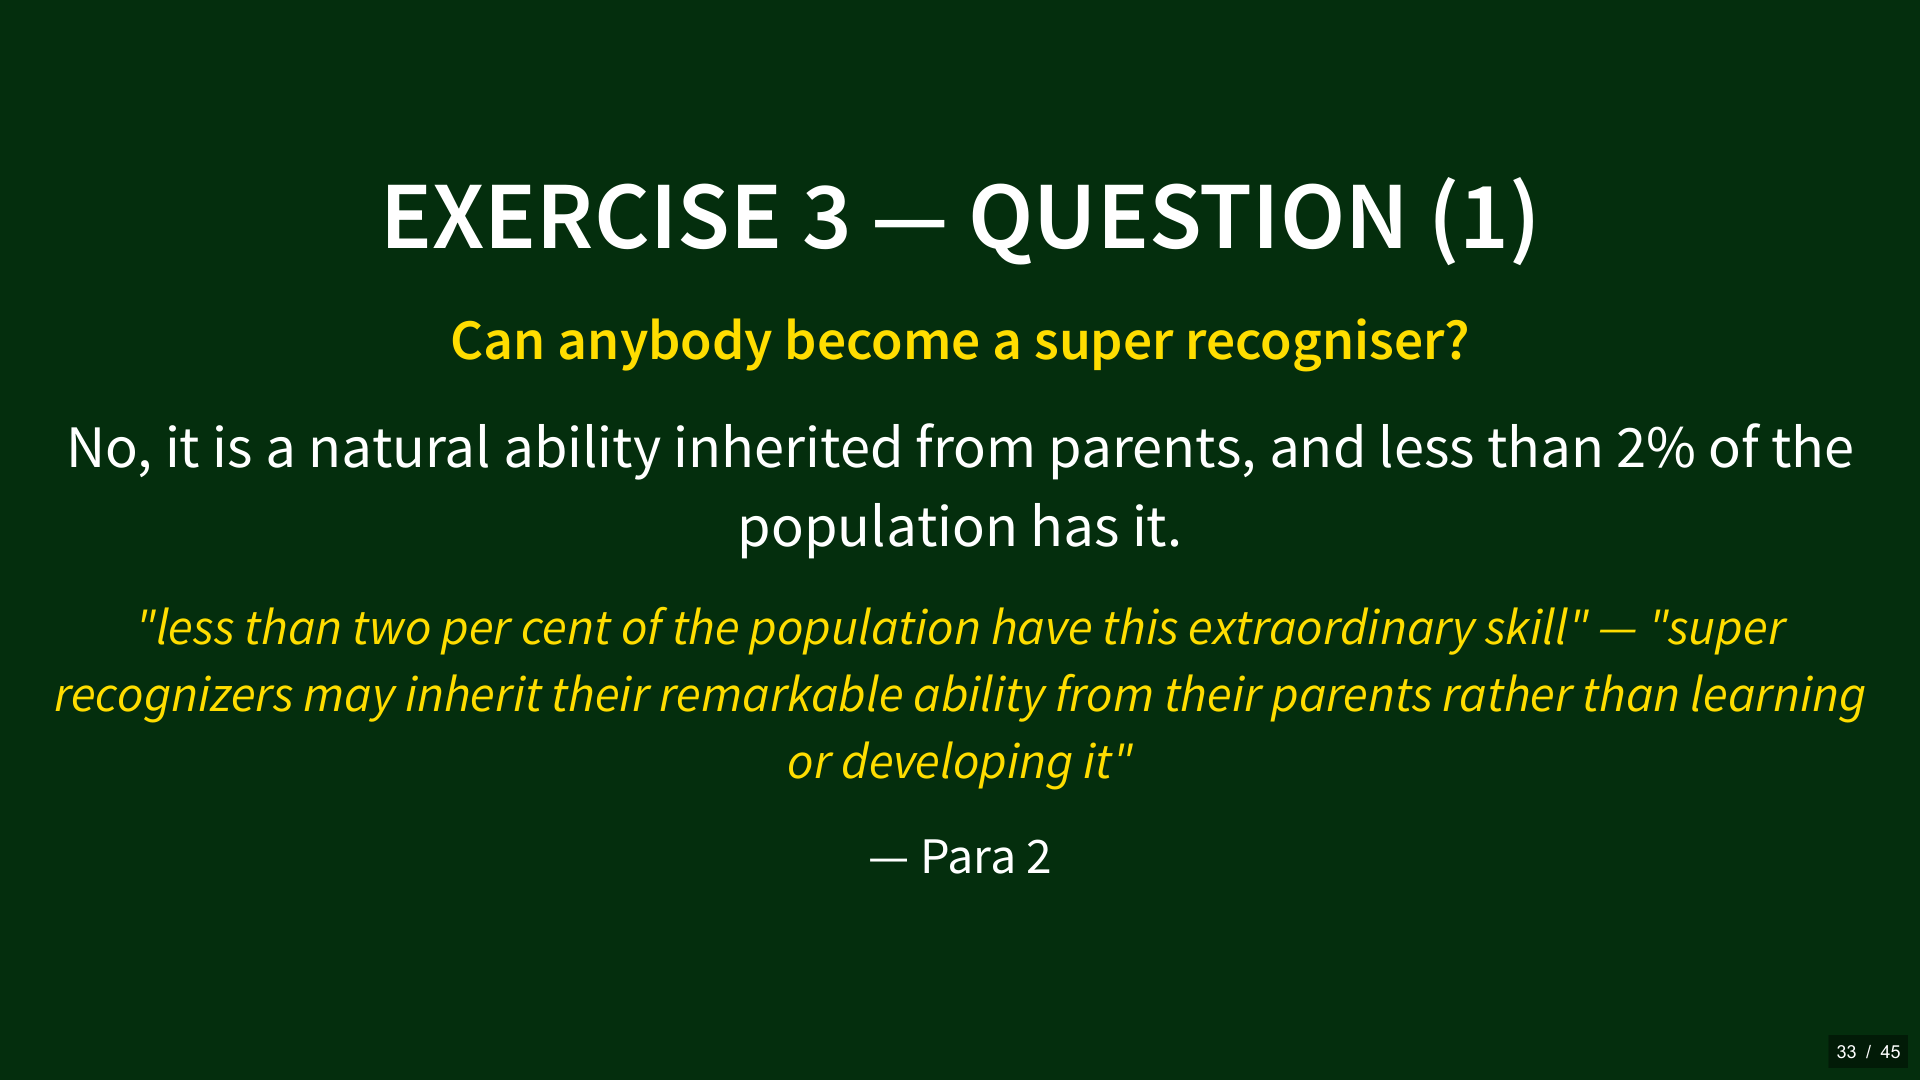 EXERCISE 3 — QUESTION (1)
Can anybody become a super recogniser?
No, it is a natural ability inherited from parents, and less than 2% of the
population has it.
"less than two per cent of the population have this extraordinary skill" — "super
recognizers may inherit their remarkable ability from their parents rather than learning
or developing it"
— Para 2
33 / 45